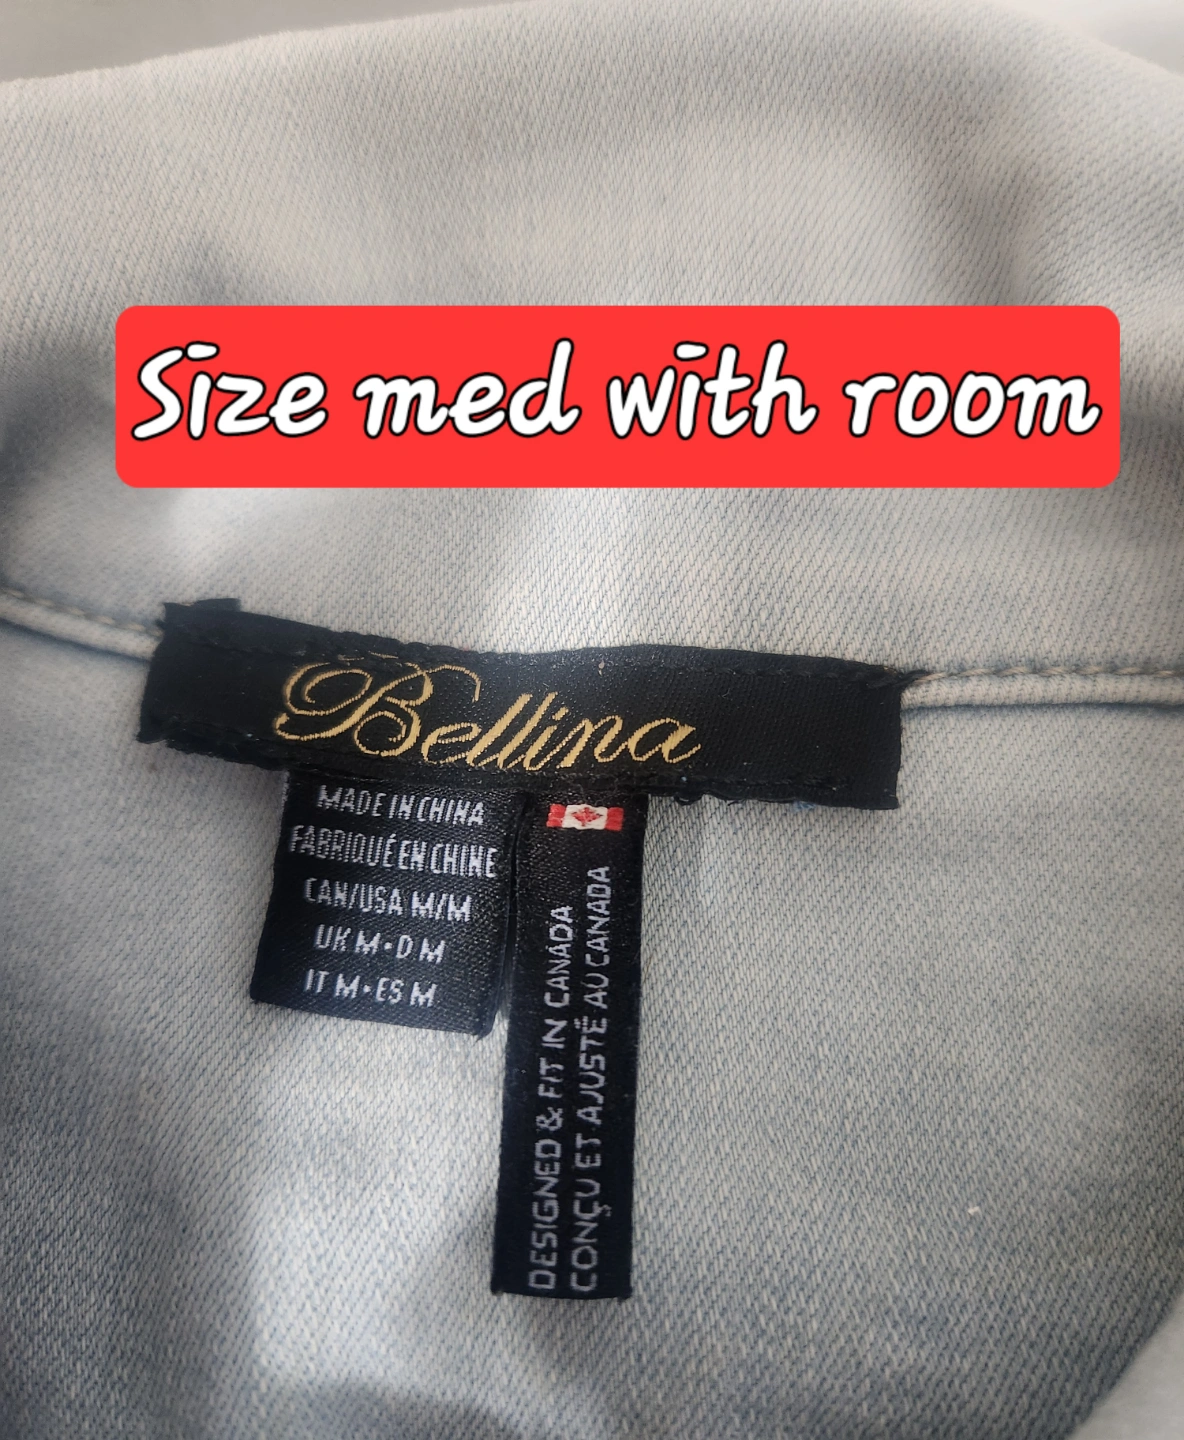 Size med with room
Bellina
MADE IN CHINA
FABRIQUÉ EN CHINE
CAN/USA M/M
UK M•D M
IT M•ES M
DESIGNED & FIT IN CANADA
CONÇU ET AJUSTÉ AU CANADA